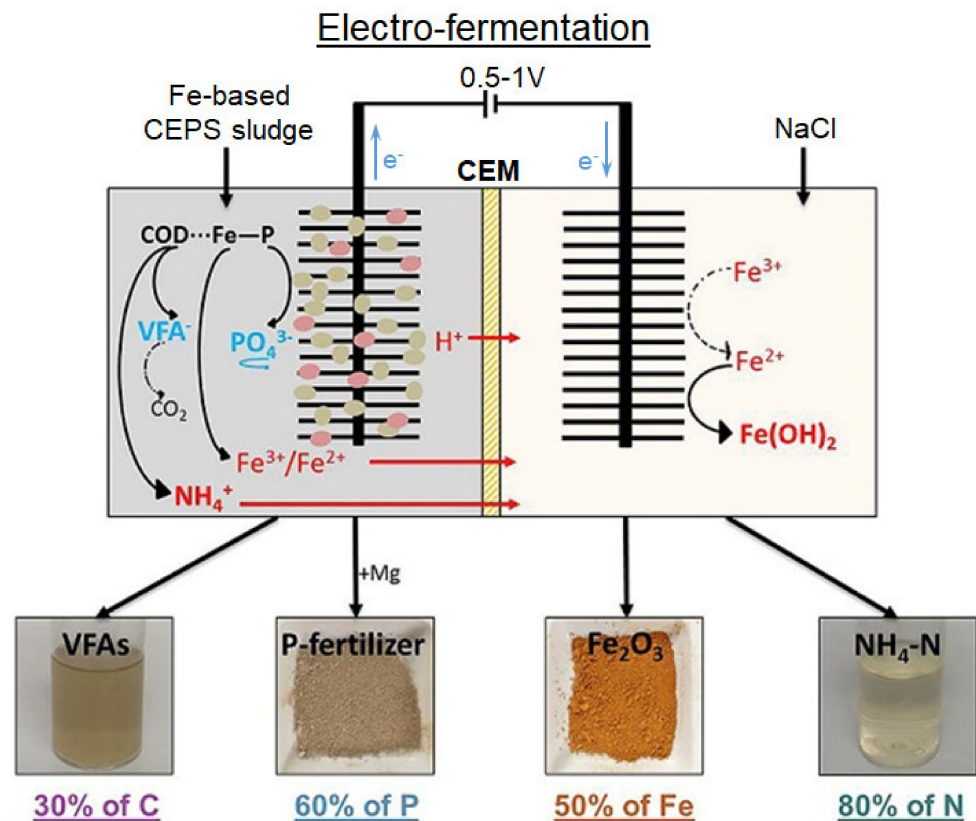 Electro-fermentation
0.5-1V
Fe-based
CEPS sludge
NaCl
e⁻
e⁻
CEM
COD···Fe—P
Fe³⁺
VFA⁻
PO₄³⁻
H⁺
Fe²⁺
CO₂
Fe(OH)₂
Fe³⁺/Fe²⁺
NH₄⁺
+Mg
VFAs
P-fertilizer
Fe₂O₃
NH₄-N
30% of C
60% of P
50% of Fe
80% of N